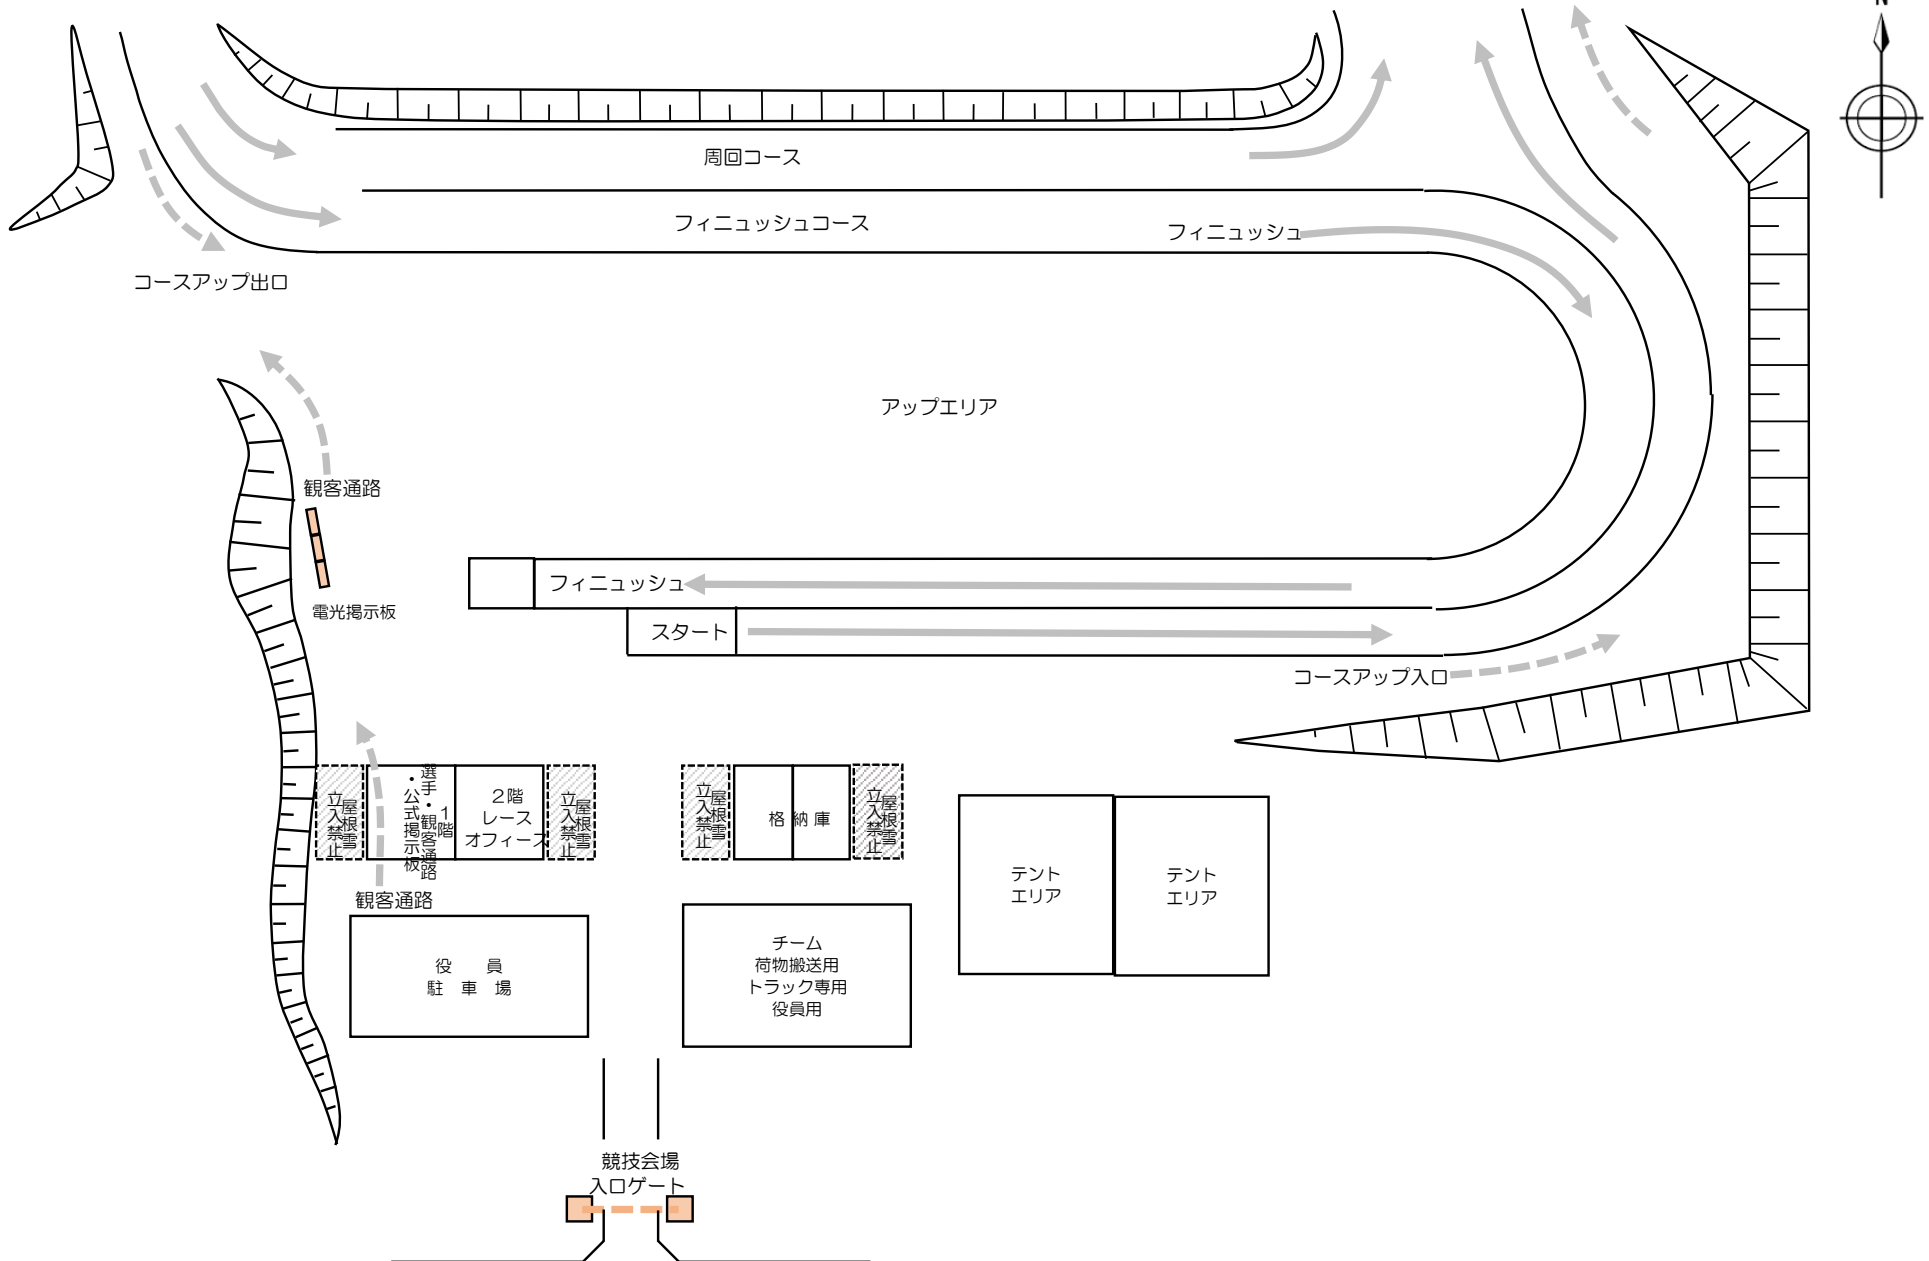 N
周回コース
フィニュッシュコース
フィニュッシュ
コースアップ出口
アップエリア
観客通路
電光掲示板
フィニュッシュ
スタート
コースアップ入口
屋根雪
立入禁止
1階
選手・観客通路
・公式掲示板
2階
レース
オフィース
屋根雪
立入禁止
屋根雪
立入禁止
格納庫
屋根雪
立入禁止
観客通路
テント
エリア
テント
エリア
役 員
駐 車 場
チーム
荷物搬送用
トラック専用
役員用
競技会場
入口ゲート